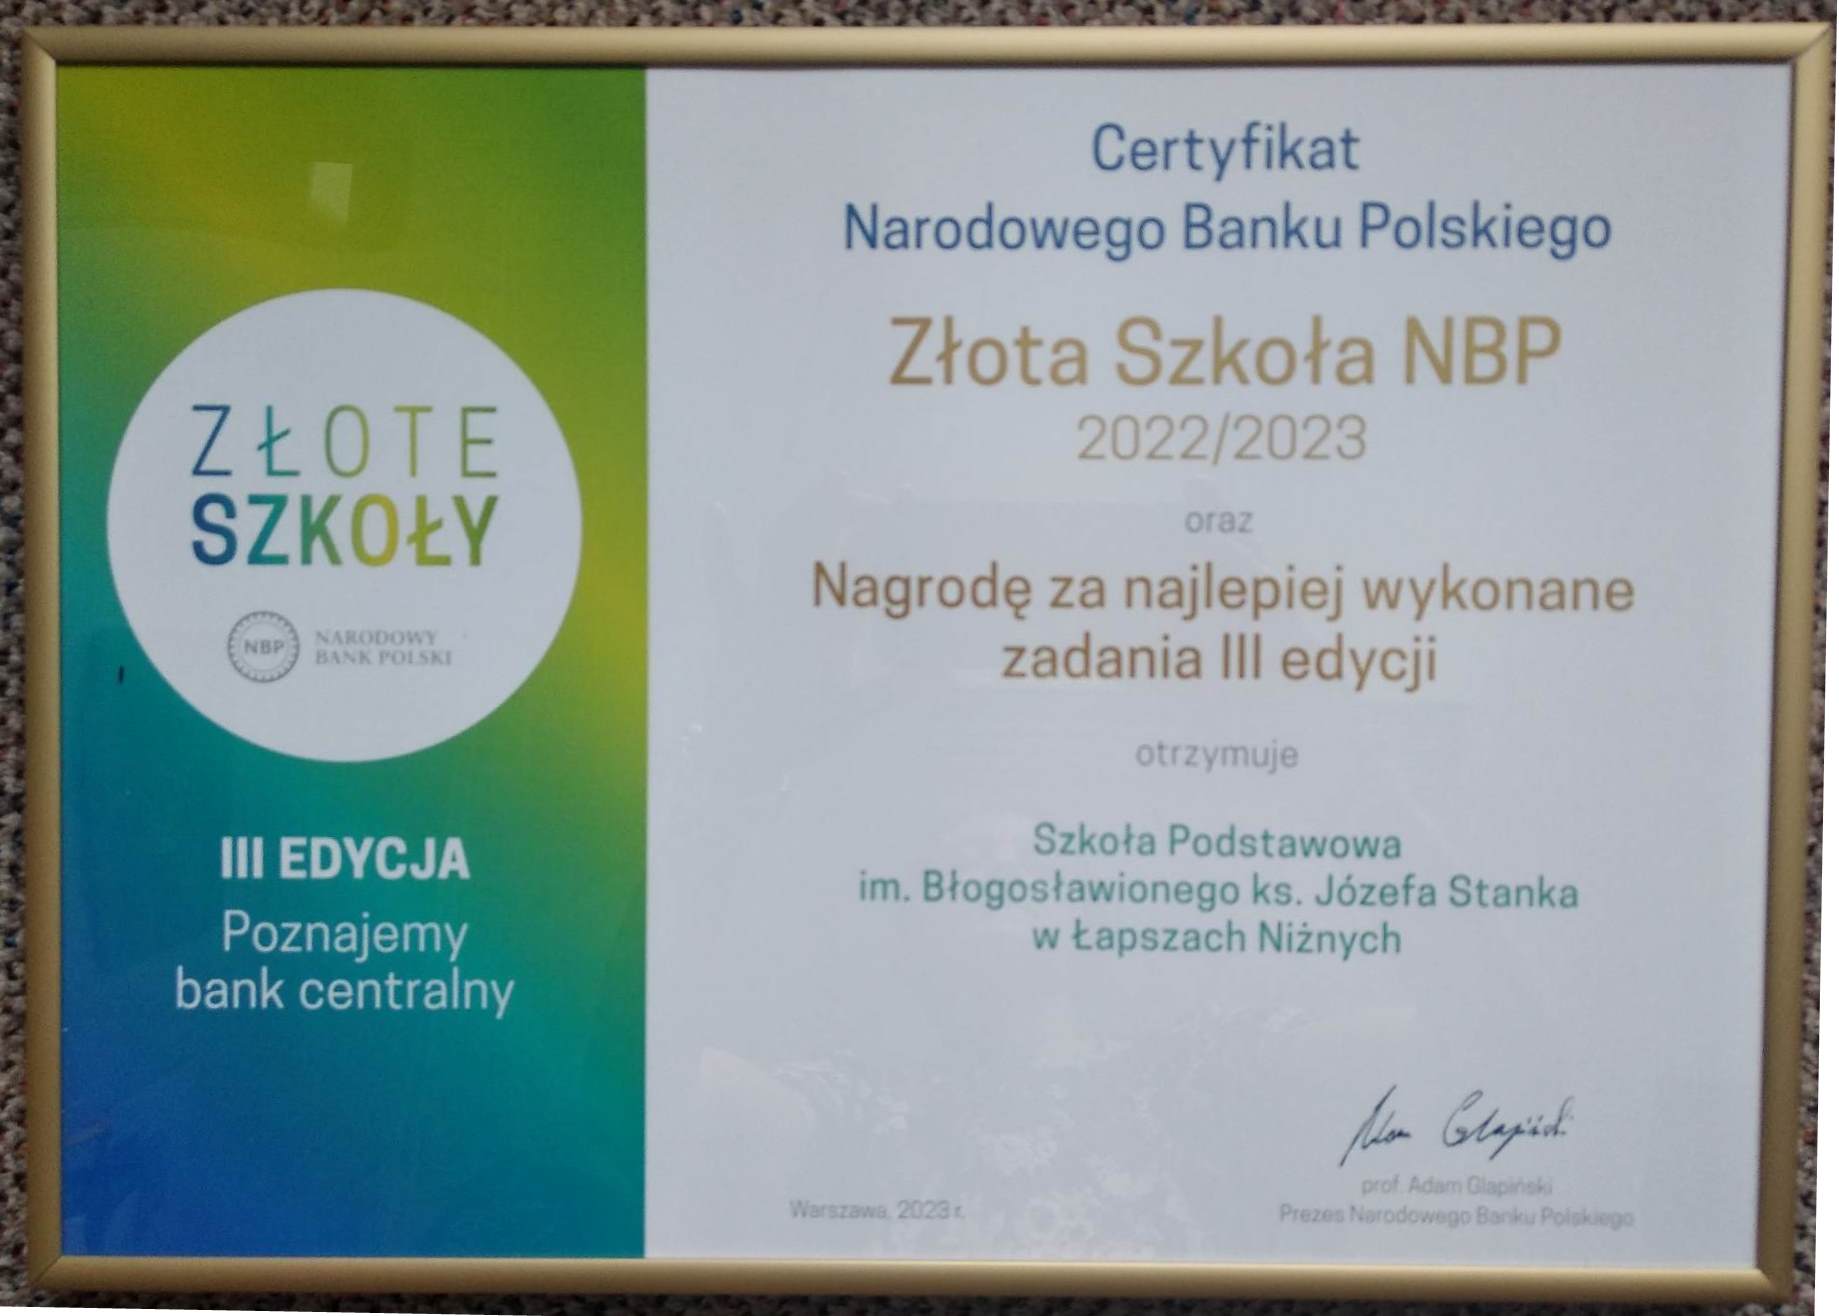 ZŁOTE
SZKOŁY
NBP
NARODOWY
BANK POLSKI
III EDYCJA
Poznajemy
bank centralny
Certyfikat
Narodowego Banku Polskiego
Złota Szkoła NBP
2022/2023
oraz
Nagrodę za najlepiej wykonane
zadania III edycji
otrzymuje
Szkoła Podstawowa
im. Błogosławionego ks. Józefa Stanka
w Łapszach Niżnych
Adam Glapiński
prof. Adam Glapiński
Prezes Narodowego Banku Polskiego
Warszawa, 2023 r.